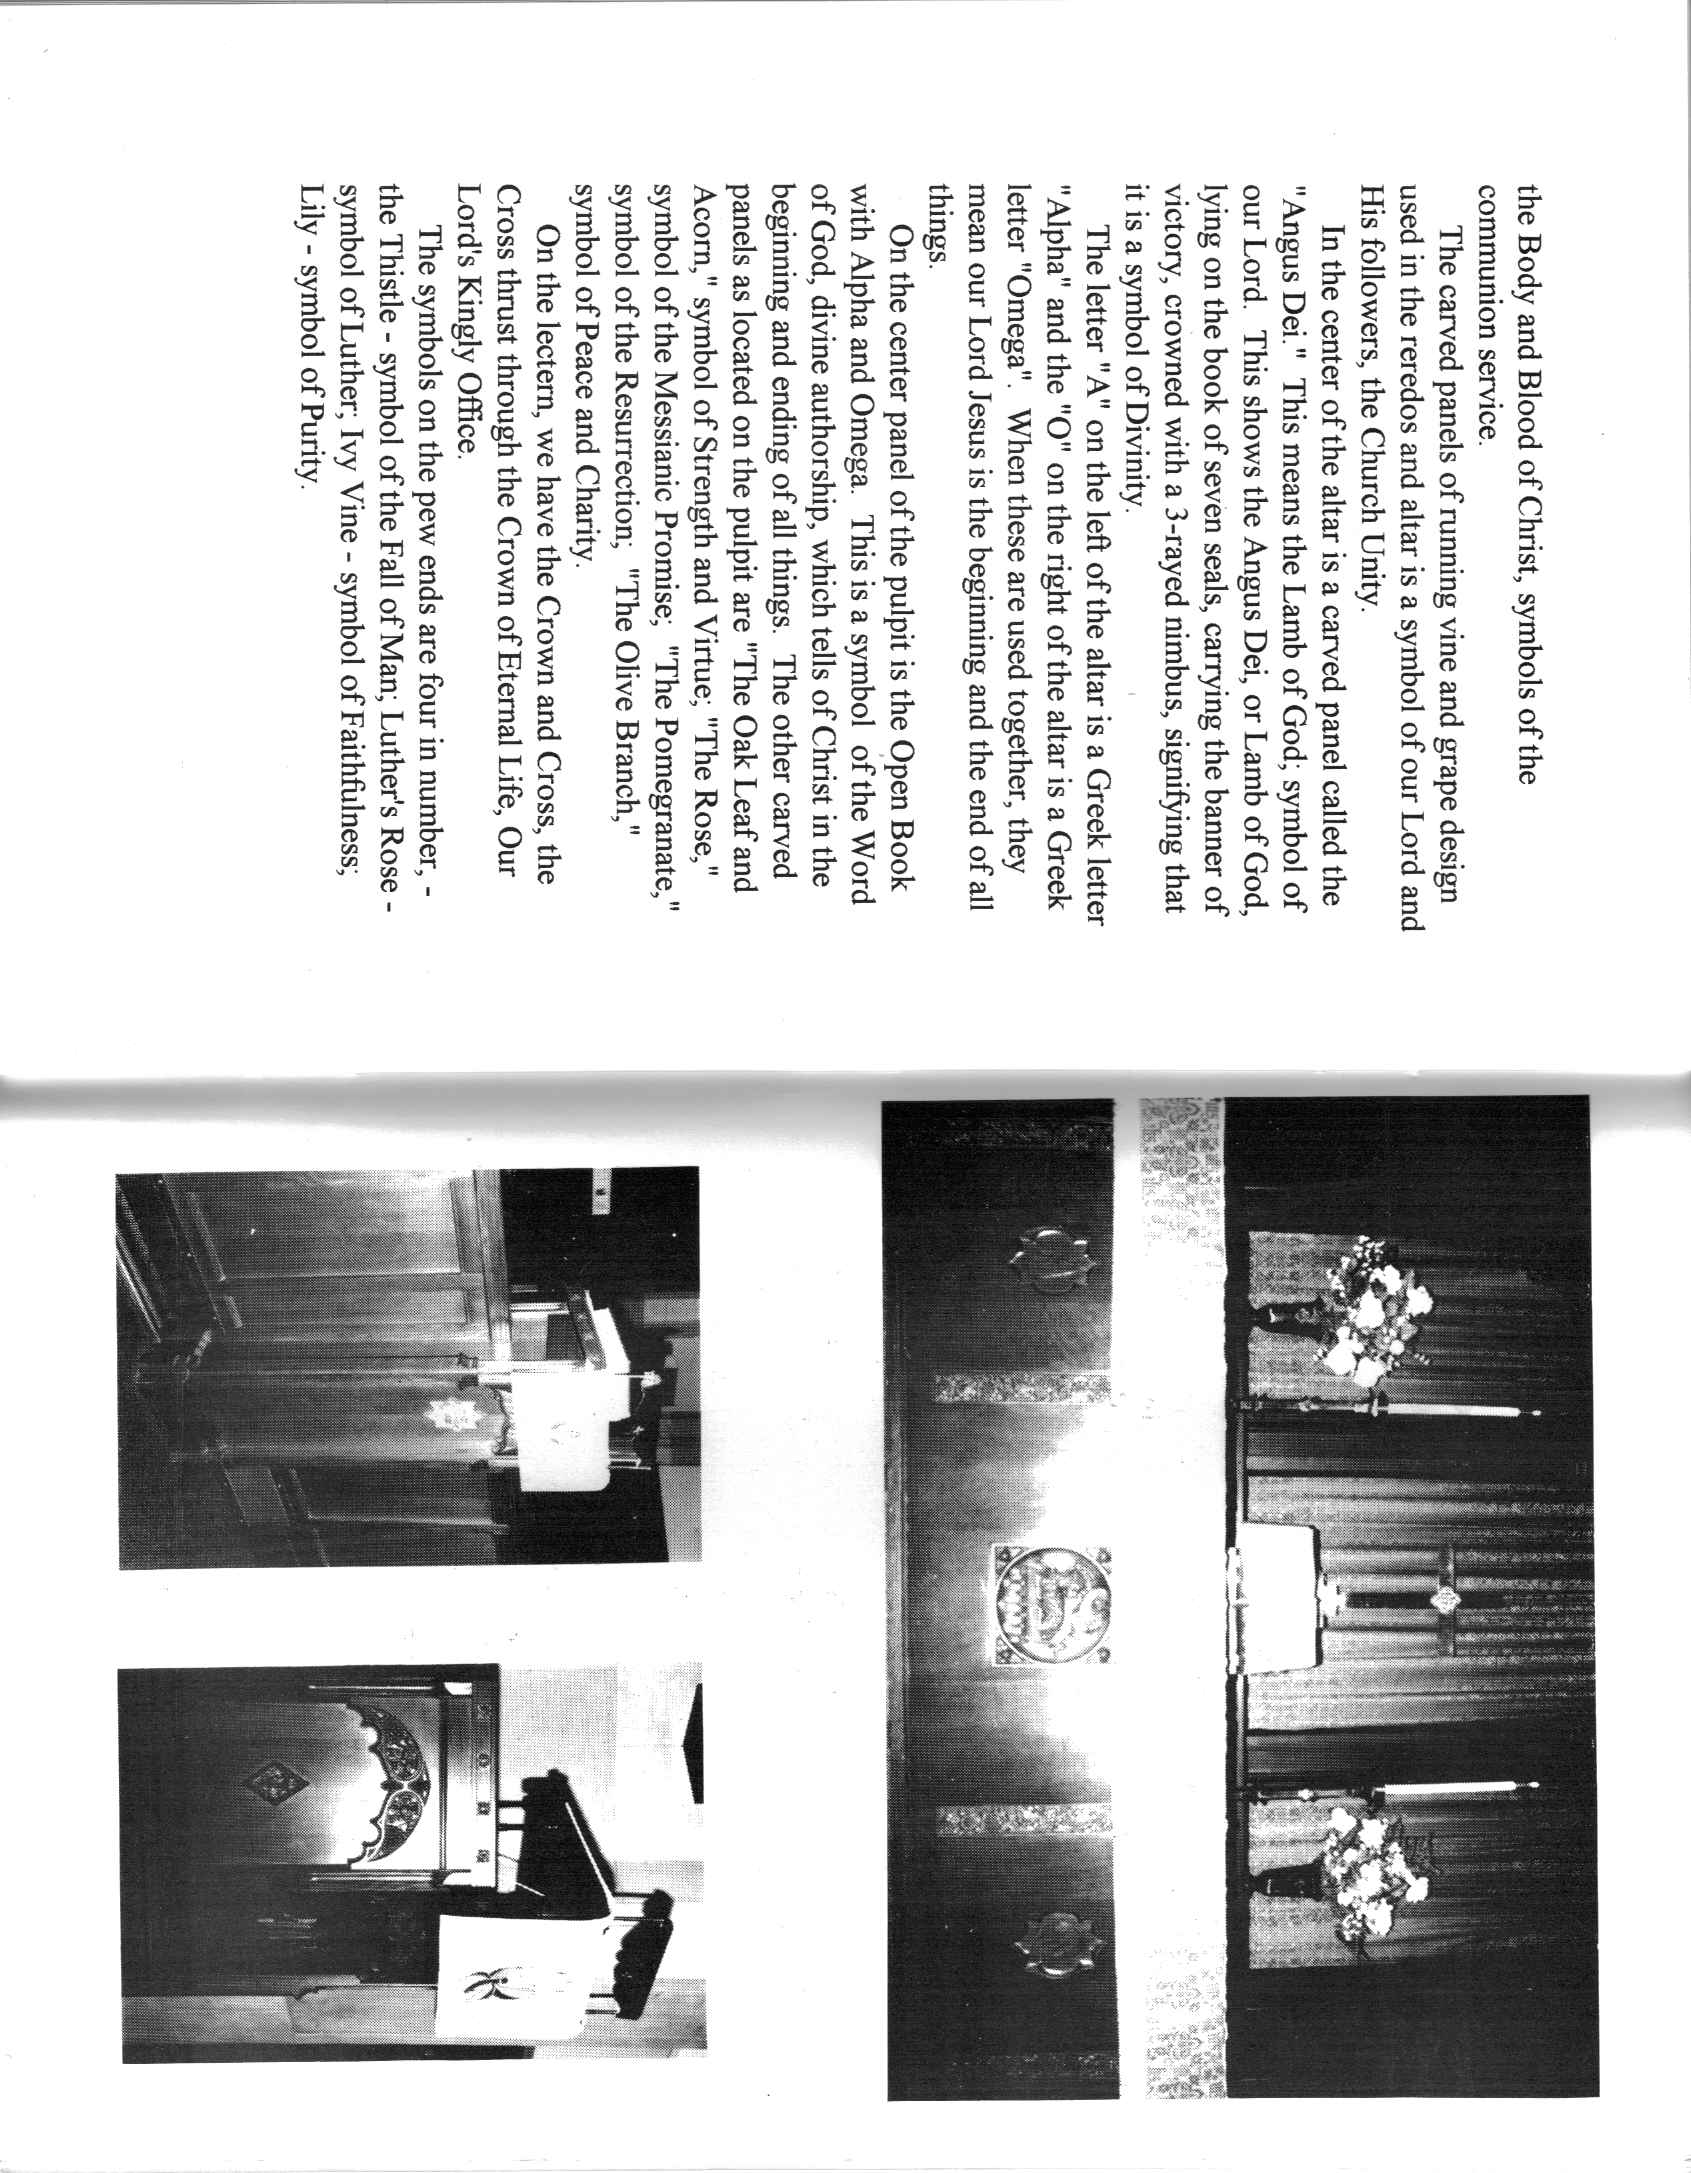 the Body and Blood of Christ, symbols of the
communion service.
The carved panels of running vine and grape design
used in the reredos and altar is a symbol of our Lord and
His followers, the Church Unity.
In the center of the altar is a carved panel called the
"Angus Dei." This means the Lamb of God; symbol of
our Lord. This shows the Angus Dei, or Lamb of God,
lying on the book of seven seals, carrying the banner of
victory, crowned with a 3-rayed nimbus, signifying that
it is a symbol of Divinity.
The letter "A" on the left of the altar is a Greek letter
"Alpha" and the "O" on the right of the altar is a Greek
letter "Omega". When these are used together, they
mean our Lord Jesus is the beginning and the end of all
things.
On the center panel of the pulpit is the Open Book
with Alpha and Omega. This is a symbol of the Word
of God, divine authorship, which tells of Christ in the
beginning and ending of all things. The other carved
panels as located on the pulpit are "The Oak Leaf and
Acorn," symbol of Strength and Virtue; "The Rose,"
symbol of the Messianic Promise; "The Pomegranate,"
symbol of the Resurrection; "The Olive Branch,"
symbol of Peace and Charity.
On the lectern, we have the Crown and Cross, the
Cross thrust through the Crown of Eternal Life, Our
Lord's Kingly Office.
The symbols on the pew ends are four in number, -
the Thistle - symbol of the Fall of Man; Luther's Rose -
symbol of Luther; Ivy Vine - symbol of Faithfulness;
Lily - symbol of Purity.